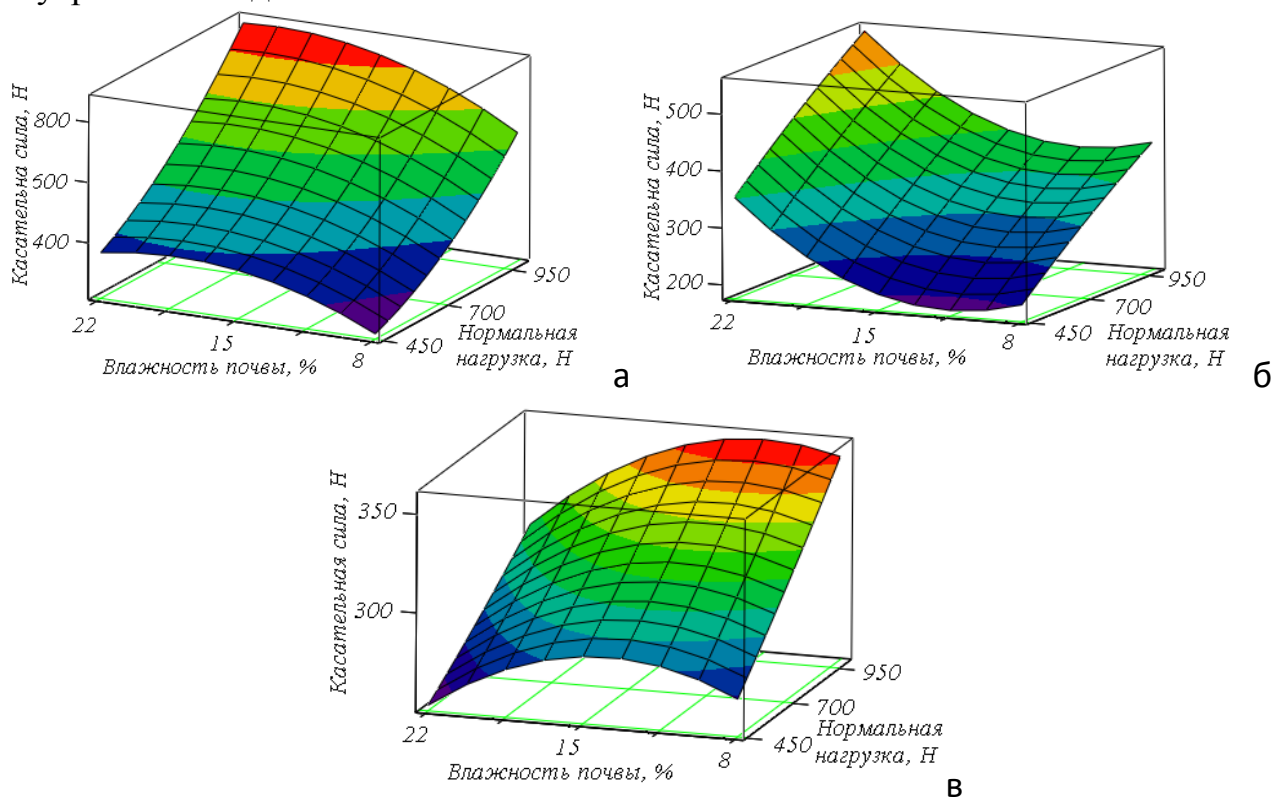 Касательна сила, Н
800
600
400
22
15
8
450
700
950
Влажность почвы, %
Нормальная
нагрузка, Н
а
Касательна сила, Н
500
400
300
200
22
15
8
450
700
950
Влажность почвы, %
Нормальная
нагрузка, Н
б
Касательная сила, Н
350
300
22
15
8
450
700
950
Влажность почвы, %
Нормальная
нагрузка, Н
в